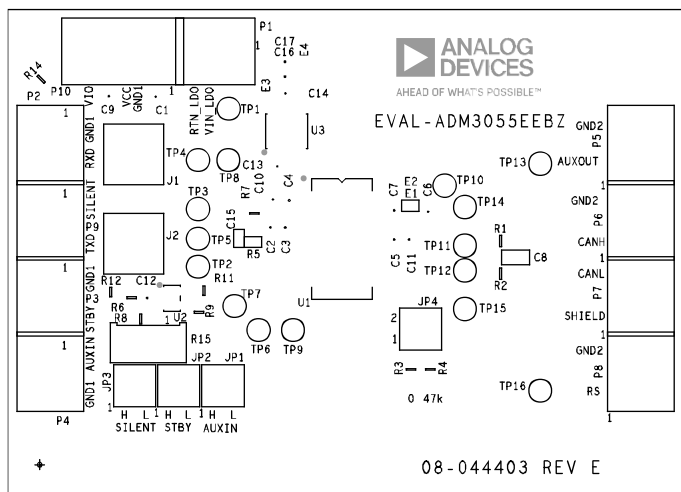 P1
1
C17
C16
E4
E3
C14
ANALOG
DEVICES
AHEAD OF WHAT'S POSSIBLE™
EVAL-ADM3055EEBZ
R14
P10
P2
1
VIO
C9
VCC
GND1
C1
1
RTN_LDO
VIN_LDO
TP1
U3
GND1
RXD
J1
TP4
TP8
C13
C10
R7
C4
SILENT
1
P9
TXD
J2
TP3
TP5
TP2
C15
R5
C2
C3
GND1
1
P3
STBY
R12
R6
C12
R8
1
U2
R11
R9
R15
TP7
TP6
TP9
U1
AUXIN
1
GND1
P4
JP3
JP2
JP1
1
H
L
1
H
L
1
H
L
SILENT
STBY
AUXIN
C7
E2
E1
C6
TP10
TP14
C5
C11
TP11
TP12
R1
R2
C8
TP15
JP4
2
1
R3
R4
0 47k
TP13
AUXOUT
GND2
P5
1
GND2
P6
CANH
1
CANL
P7
SHIELD
1
GND2
P8
RS
1
TP16
08-044403 REV E